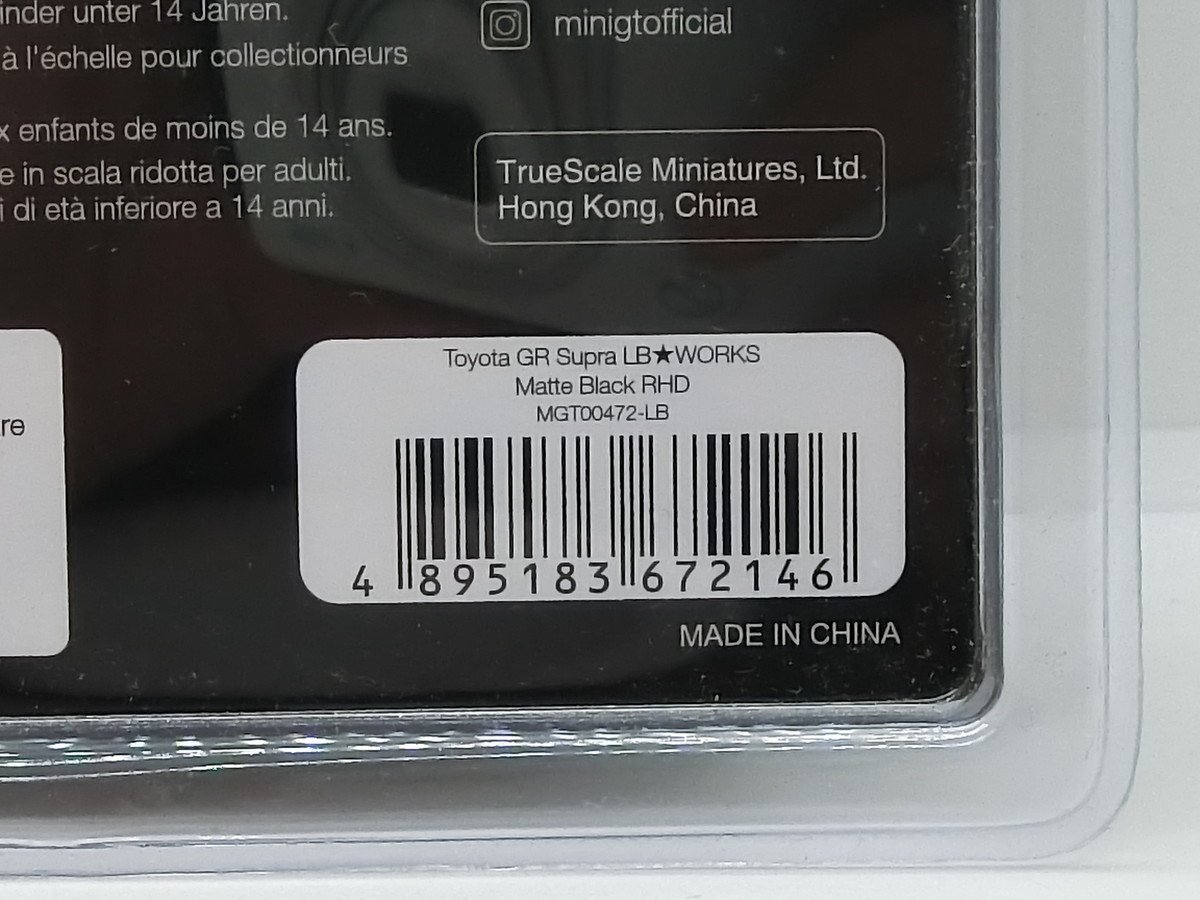 inder unter 14 Jahren.
à l'échelle pour collectionneurs
x enfants de moins de 14 ans.
e in scala ridotta per adulti.
i di età inferiore a 14 anni.
minigtofficial
TrueScale Miniatures, Ltd.
Hong Kong, China
re
Toyota GR Supra LB★WORKS
Matte Black RHD
MGT00472-LB
4 895183 672146
MADE IN CHINA